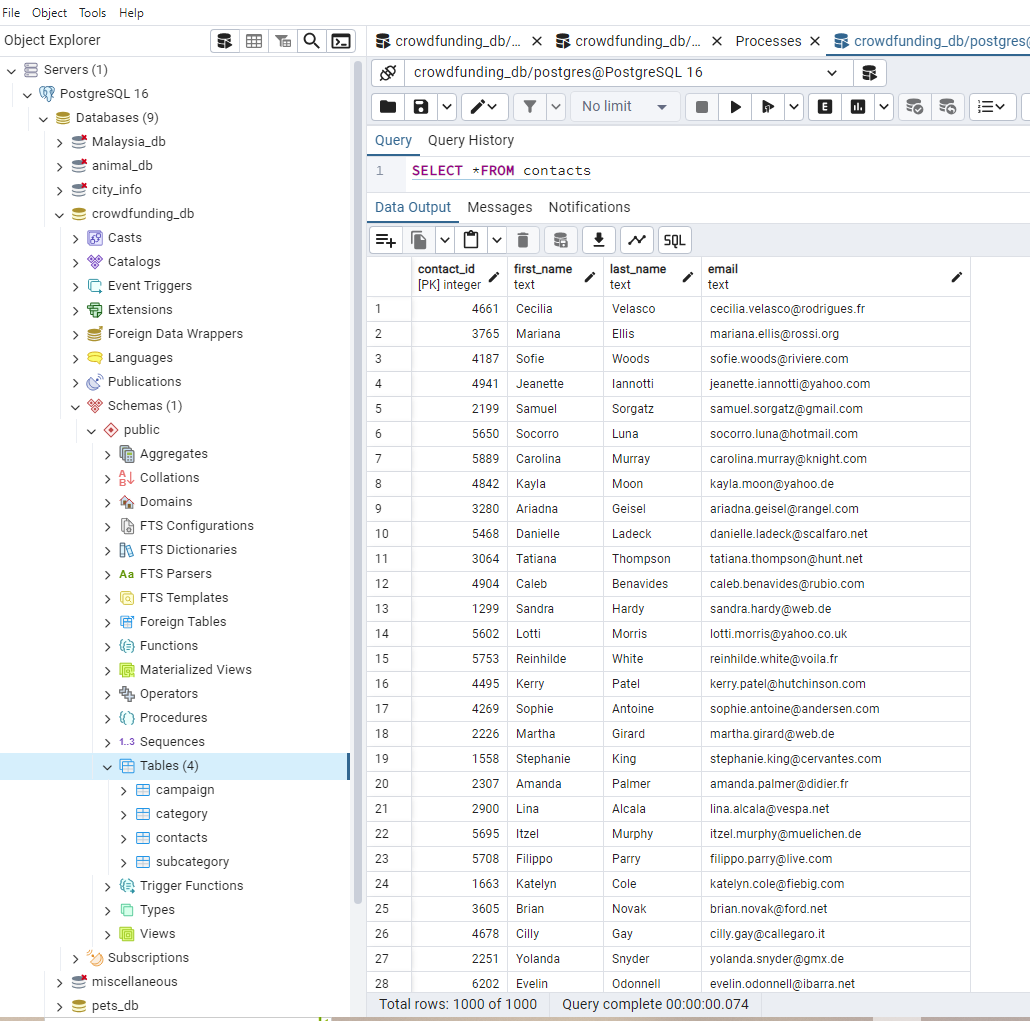 File Object Tools Help
Object Explorer
Servers (1)
PostgreSQL 16
Databases (9)
Malaysia_db
animal_db
city_info
crowdfunding_db
Casts
Catalogs
Event Triggers
Extensions
Foreign Data Wrappers
Languages
Publications
Schemas (1)
public
Aggregates
Collations
Domains
FTS Configurations
FTS Dictionaries
Aa FTS Parsers
FTS Templates
Foreign Tables
Functions
Materialized Views
Operators
Procedures
1..3 Sequences
Tables (4)
campaign
category
contacts
subcategory
Trigger Functions
Types
Views
Subscriptions
miscellaneous
pets_db
crowdfunding_db/... crowdfunding_db/... Processes crowdfunding_db/postgres@
crowdfunding_db/postgres@PostgreSQL 16
No limit E
Query Query History
1 SELECT *FROM contacts
Data Output Messages Notifications
SQL
contact_id first_name last_name email
[PK] integer text text text
1 4661 Cecilia Velasco cecilia.velasco@rodrigues.fr
2 3765 Mariana Ellis mariana.ellis@rossi.org
3 4187 Sofie Woods sofie.woods@riviere.com
4 4941 Jeanette Iannotti jeanette.iannotti@yahoo.com
5 2199 Samuel Sorgatz samuel.sorgatz@gmail.com
6 5650 Socorro Luna socorro.luna@hotmail.com
7 5889 Carolina Murray carolina.murray@knight.com
8 4842 Kayla Moon kayla.moon@yahoo.de
9 3280 Ariadna Geisel ariadna.geisel@rangel.com
10 5468 Danielle Ladeck danielle.ladeck@scalfaro.net
11 3064 Tatiana Thompson tatiana.thompson@hunt.net
12 4904 Caleb Benavides caleb.benavides@rubio.com
13 1299 Sandra Hardy sandra.hardy@web.de
14 5602 Lotti Morris lotti.morris@yahoo.co.uk
15 5753 Reinhilde White reinhilde.white@voila.fr
16 4495 Kerry Patel kerry.patel@hutchinson.com
17 4269 Sophie Antoine sophie.antoine@andersen.com
18 2226 Martha Girard martha.girard@web.de
19 1558 Stephanie King stephanie.king@cervantes.com
20 2307 Amanda Palmer amanda.palmer@didier.fr
21 2900 Lina Alcala lina.alcala@vespa.net
22 5695 Itzel Murphy itzel.murphy@muelichen.de
23 5708 Filippo Parry filippo.parry@live.com
24 1663 Katelyn Cole katelyn.cole@fiebig.com
25 3605 Brian Novak brian.novak@ford.net
26 4678 Cilly Gay cilly.gay@callegaro.it
27 2251 Yolanda Snyder yolanda.snyder@gmx.de
28 6202 Evelin Odonnell evelin.odonnell@ibarra.net
Total rows: 1000 of 1000 Query complete 00:00:00.074